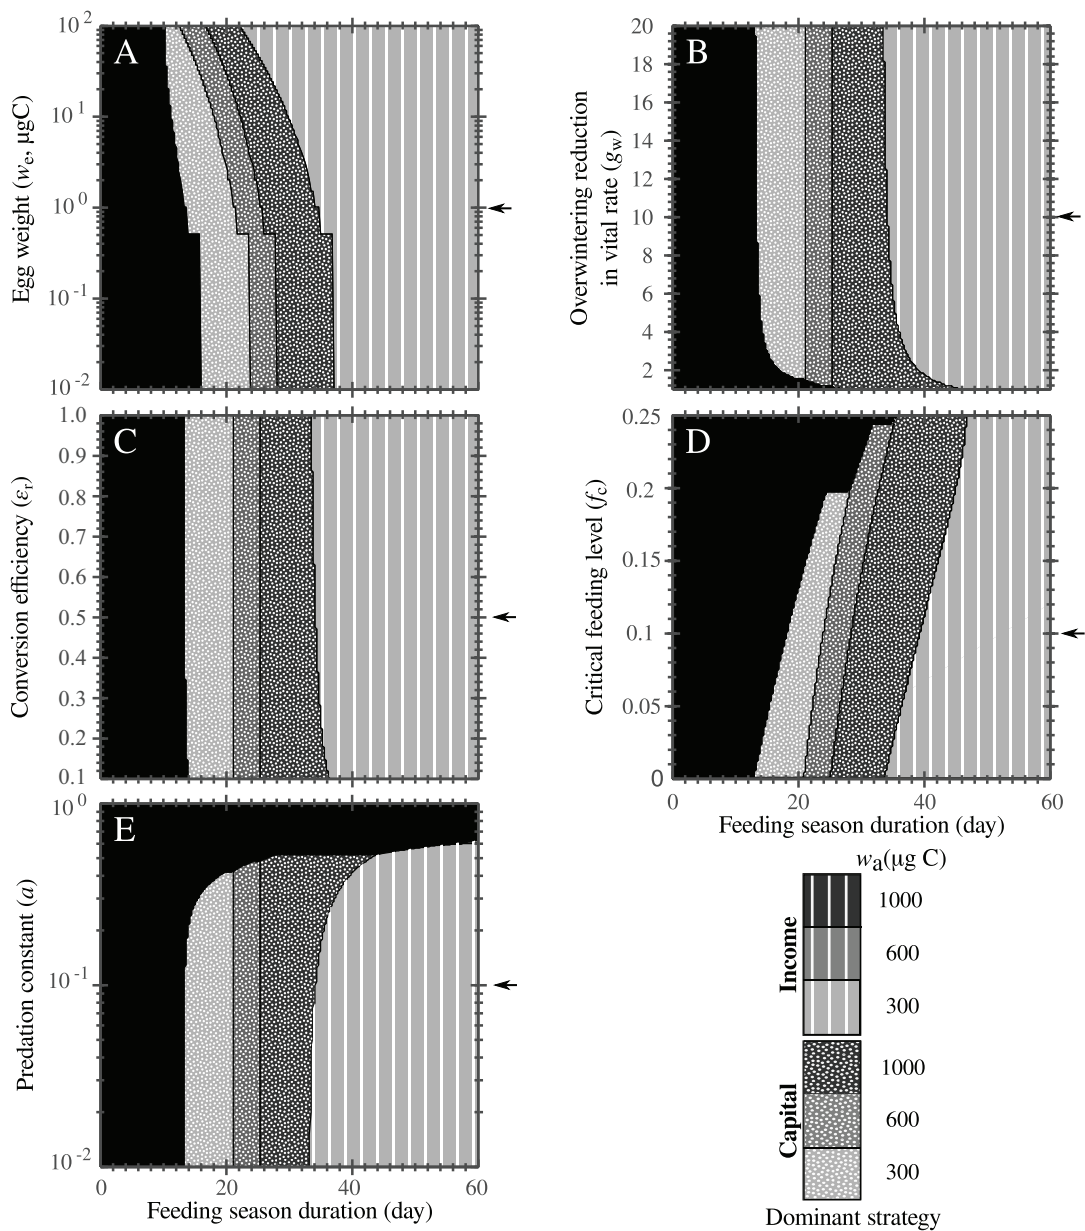 A
10^2
10^1
10^0
10^-1
10^-2
Egg weight (w_e, µgC)
B
20
18
16
14
12
10
8
6
4
2
Overwintering reduction
in vital rate (g_w)
C
1.0
0.9
0.8
0.7
0.6
0.5
0.4
0.3
0.2
0.1
Conversion efficiency (ε_r)
D
0.25
0.2
0.15
0.1
0.05
0
Critical feeding level (f_c)
0 20 40 60
Feeding season duration (day)
E
10^0
10^-1
10^-2
Predation constant (a)
0 20 40 60
Feeding season duration (day)
w_a(µg C)
Income
1000
600
300
Capital
1000
600
300
Dominant strategy